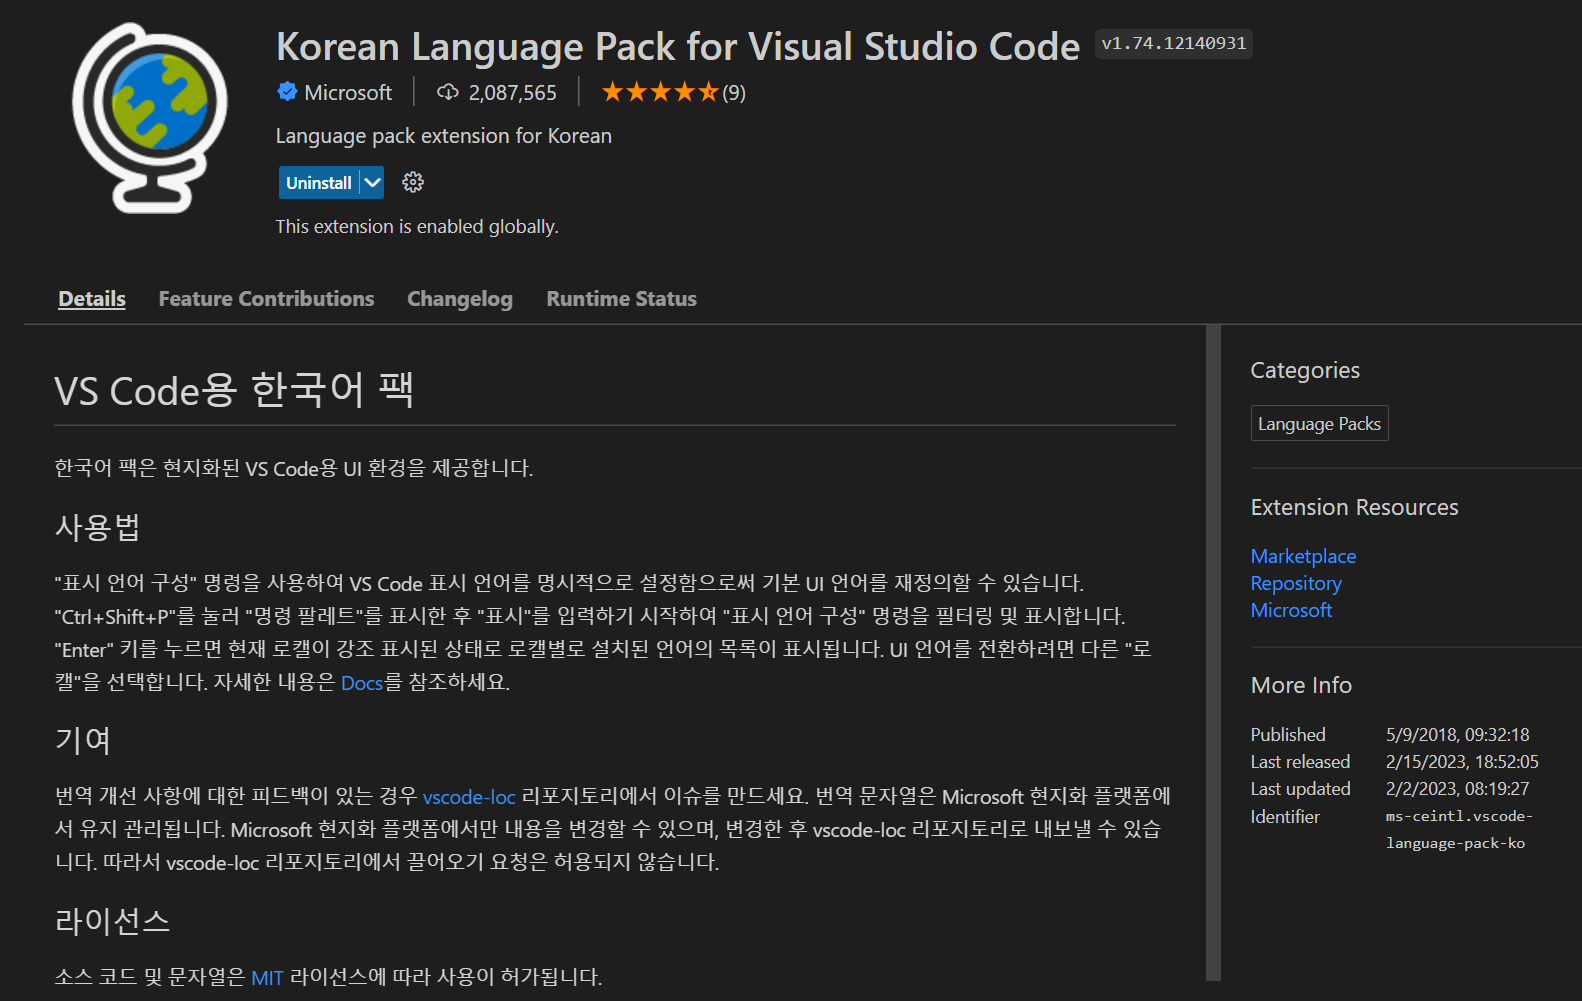 Korean Language Pack for Visual Studio Code v1.74.12140931
Microsoft 2,087,565 (9)
Language pack extension for Korean
Uninstall
This extension is enabled globally.
Details Feature Contributions Changelog Runtime Status
VS Code용 한국어 팩
한국어 팩은 현지화된 VS Code용 UI 환경을 제공합니다.
사용법
"표시 언어 구성" 명령을 사용하여 VS Code 표시 언어를 명시적으로 설정함으로써 기본 UI 언어를 재정의할 수 있습니다.
"Ctrl+Shift+P"를 눌러 "명령 팔레트"를 표시한 후 "표시"를 입력하기 시작하여 "표시 언어 구성" 명령을 필터링 및 표시합니다.
"Enter" 키를 누르면 현재 로캘이 강조 표시된 상태로 로캘별로 설치된 언어의 목록이 표시됩니다. UI 언어를 전환하려면 다른 "로
캘"을 선택합니다. 자세한 내용은 Docs를 참조하세요.
기여
번역 개선 사항에 대한 피드백이 있는 경우 vscode-loc 리포지토리에서 이슈를 만드세요. 번역 문자열은 Microsoft 현지화 플랫폼에
서 유지 관리됩니다. Microsoft 현지화 플랫폼에서만 내용을 변경할 수 있으며, 변경한 후 vscode-loc 리포지토리로 내보낼 수 있습
니다. 따라서 vscode-loc 리포지토리에서 끌어오기 요청은 허용되지 않습니다.
라이선스
소스 코드 및 문자열은 MIT 라이선스에 따라 사용이 허가됩니다.
Categories
Language Packs
Extension Resources
Marketplace
Repository
Microsoft
More Info
Published 5/9/2018, 09:32:18
Last released 2/15/2023, 18:52:05
Last updated 2/2/2023, 08:19:27
Identifier ms-ceintl.vscode-
language-pack-ko